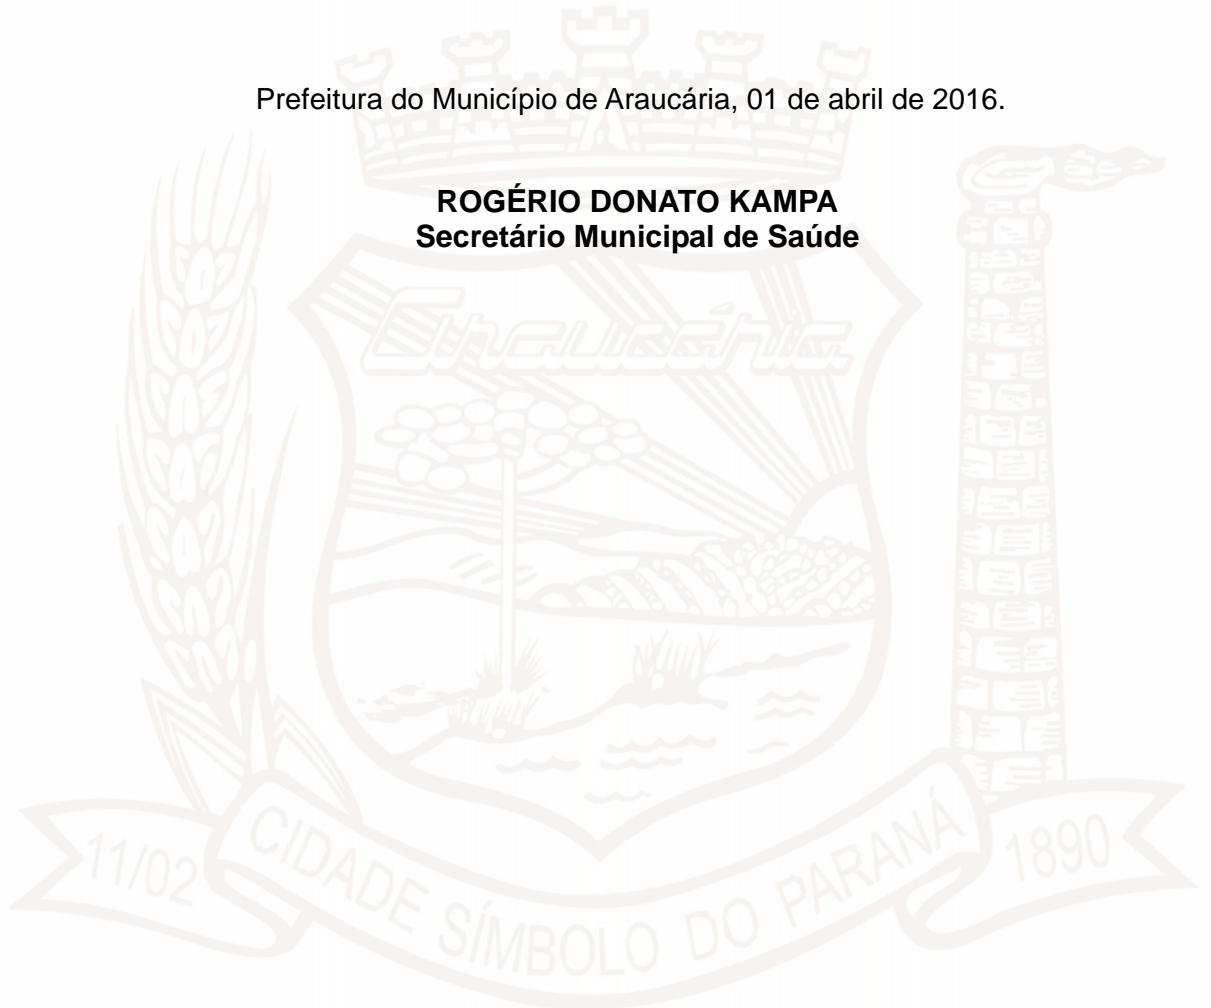 Prefeitura do Município de Araucária, 01 de abril de 2016.
ROGÉRIO DONATO KAMPA
Secretário Municipal de Saúde
Araucária
11/02
CIDADE SÍMBOLO DO PARANÁ
1890